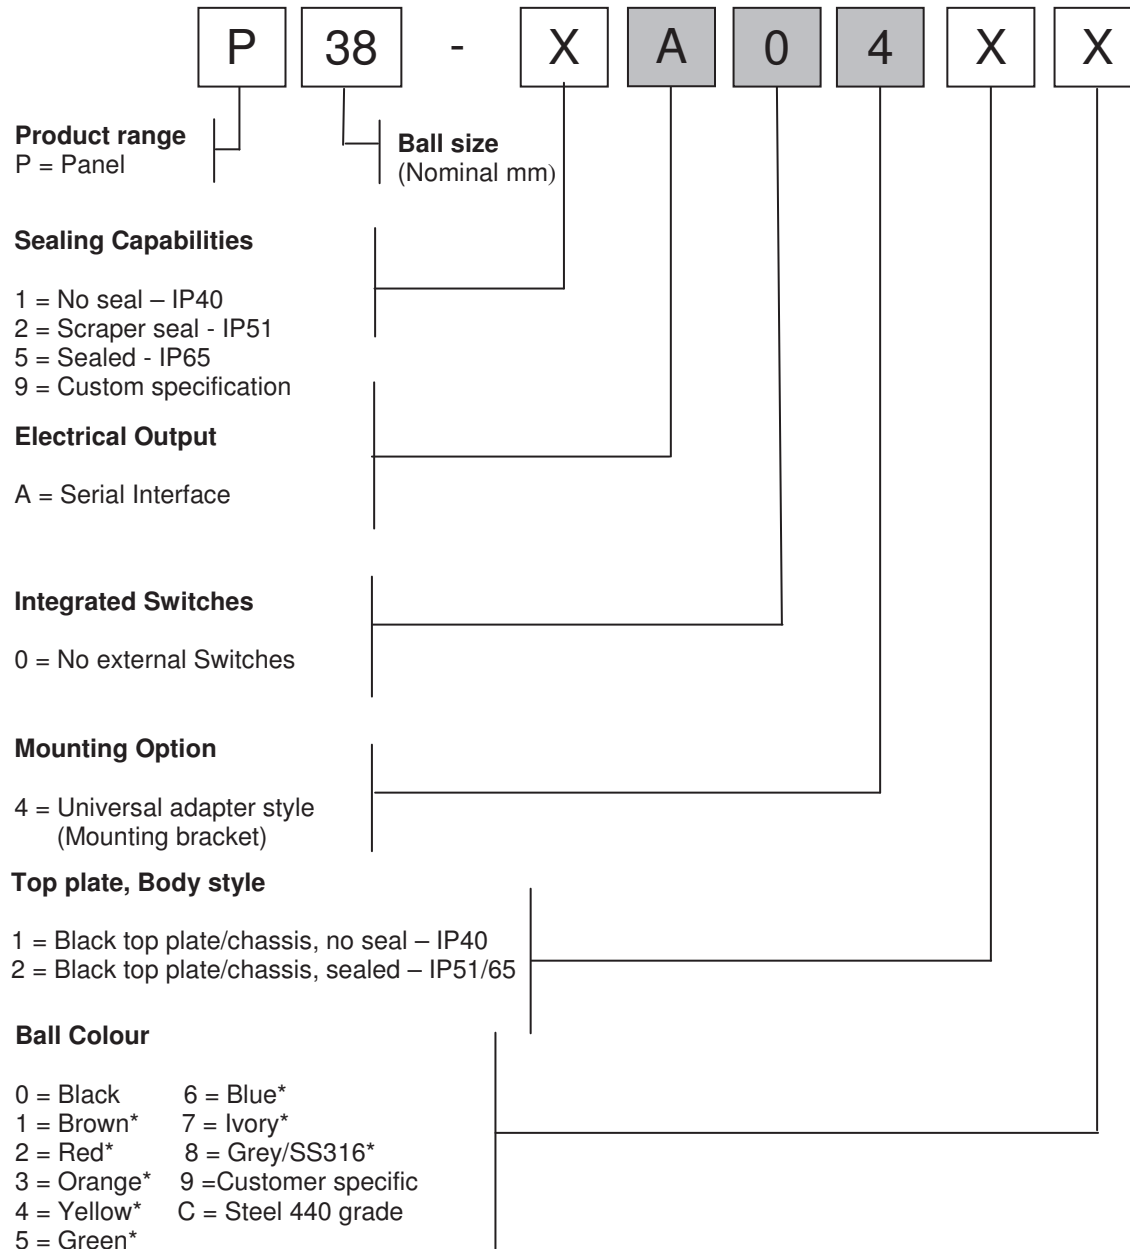 P 38 - X A 0 4 X X
Product range
P = Panel
Ball size
(Nominal mm)
Sealing Capabilities
1 = No seal – IP40
2 = Scraper seal - IP51
5 = Sealed - IP65
9 = Custom specification
Electrical Output
A = Serial Interface
Integrated Switches
0 = No external Switches
Mounting Option
4 = Universal adapter style
(Mounting bracket)
Top plate, Body style
1 = Black top plate/chassis, no seal – IP40
2 = Black top plate/chassis, sealed – IP51/65
Ball Colour
0 = Black 6 = Blue*
1 = Brown* 7 = Ivory*
2 = Red* 8 = Grey/SS316*
3 = Orange* 9 =Customer specific
4 = Yellow* C = Steel 440 grade
5 = Green*